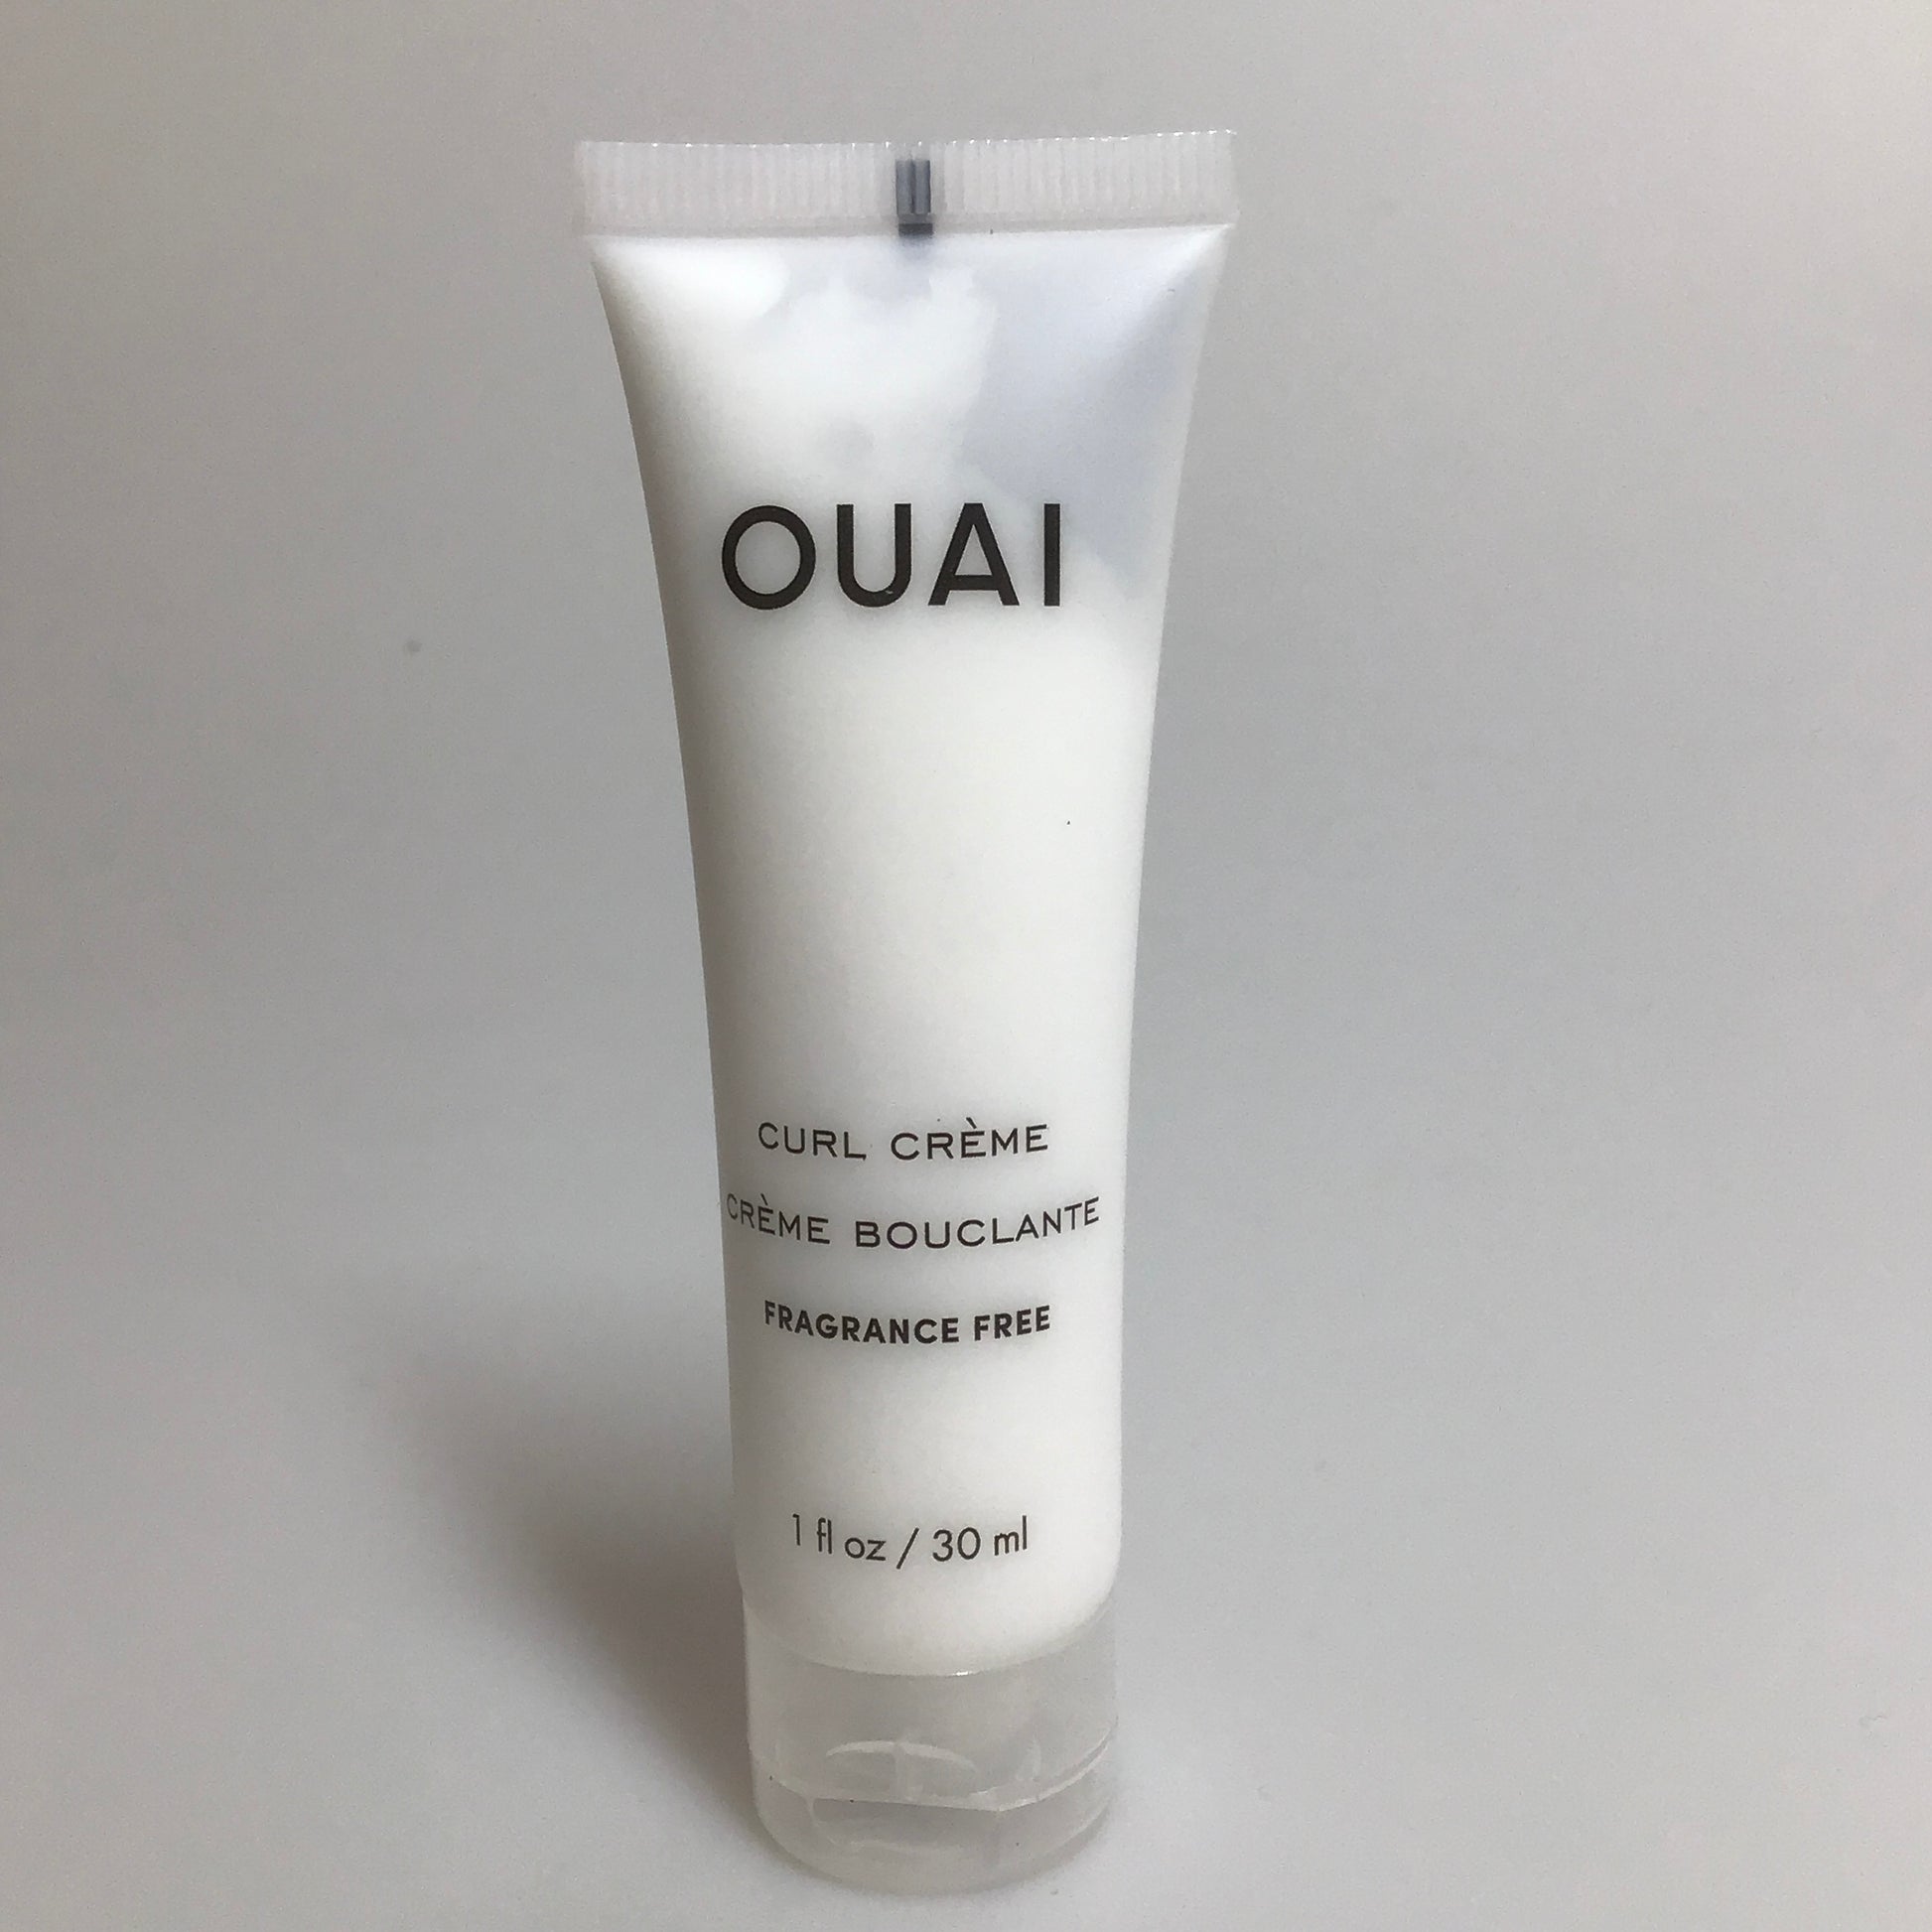 OUAI
CURL CRÈME
CRÈME BOUCLANTE
FRAGRANCE FREE
1 fl oz / 30 ml